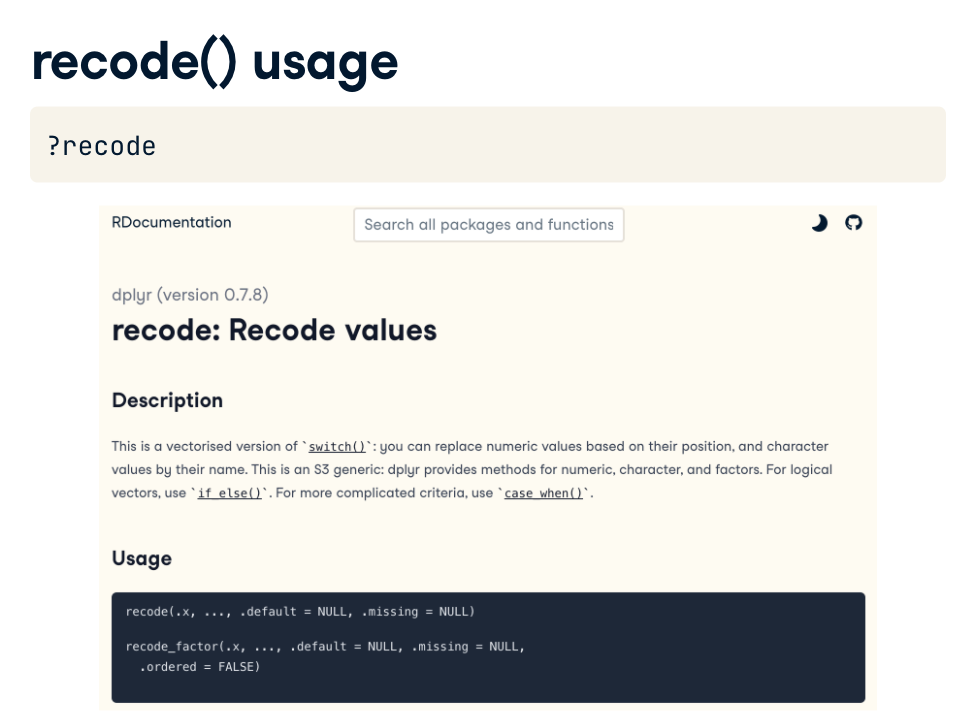 recode() usage
?recode
RDocumentation
Search all packages and functions
dplyr (version 0.7.8)
recode: Recode values
Description
This is a vectorised version of `switch()`: you can replace numeric values based on their position, and character
values by their name. This is an S3 generic: dplyr provides methods for numeric, character, and factors. For logical
vectors, use `if_else()`. For more complicated criteria, use `case_when()`.
Usage
recode(.x, ..., .default = NULL, .missing = NULL)
recode_factor(.x, ..., .default = NULL, .missing = NULL,
  .ordered = FALSE)